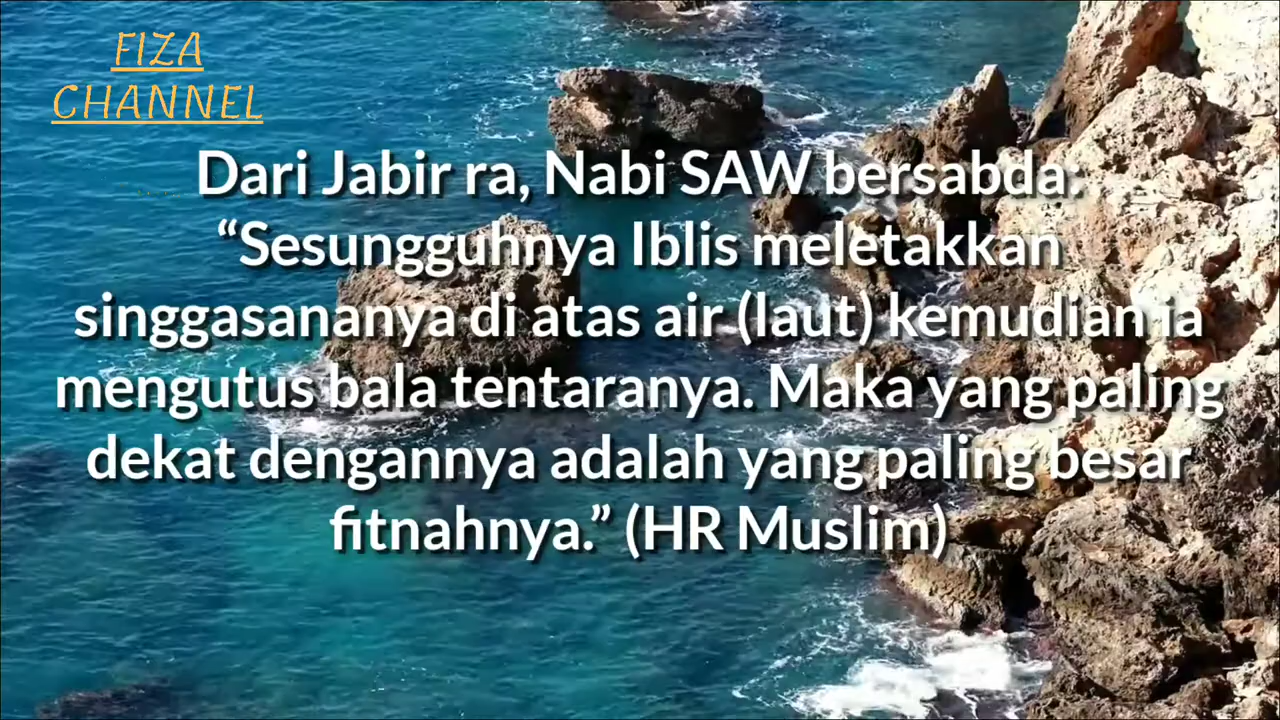 FIZA
CHANNEL
Dari Jabir ra, Nabi SAW bersabda:
“Sesungguhnya Iblis meletakkan
singgasananya di atas air (laut) kemudian ia
mengutus bala tentaranya. Maka yang paling
dekat dengannya adalah yang paling besar
fitnahnya.” (HR Muslim)